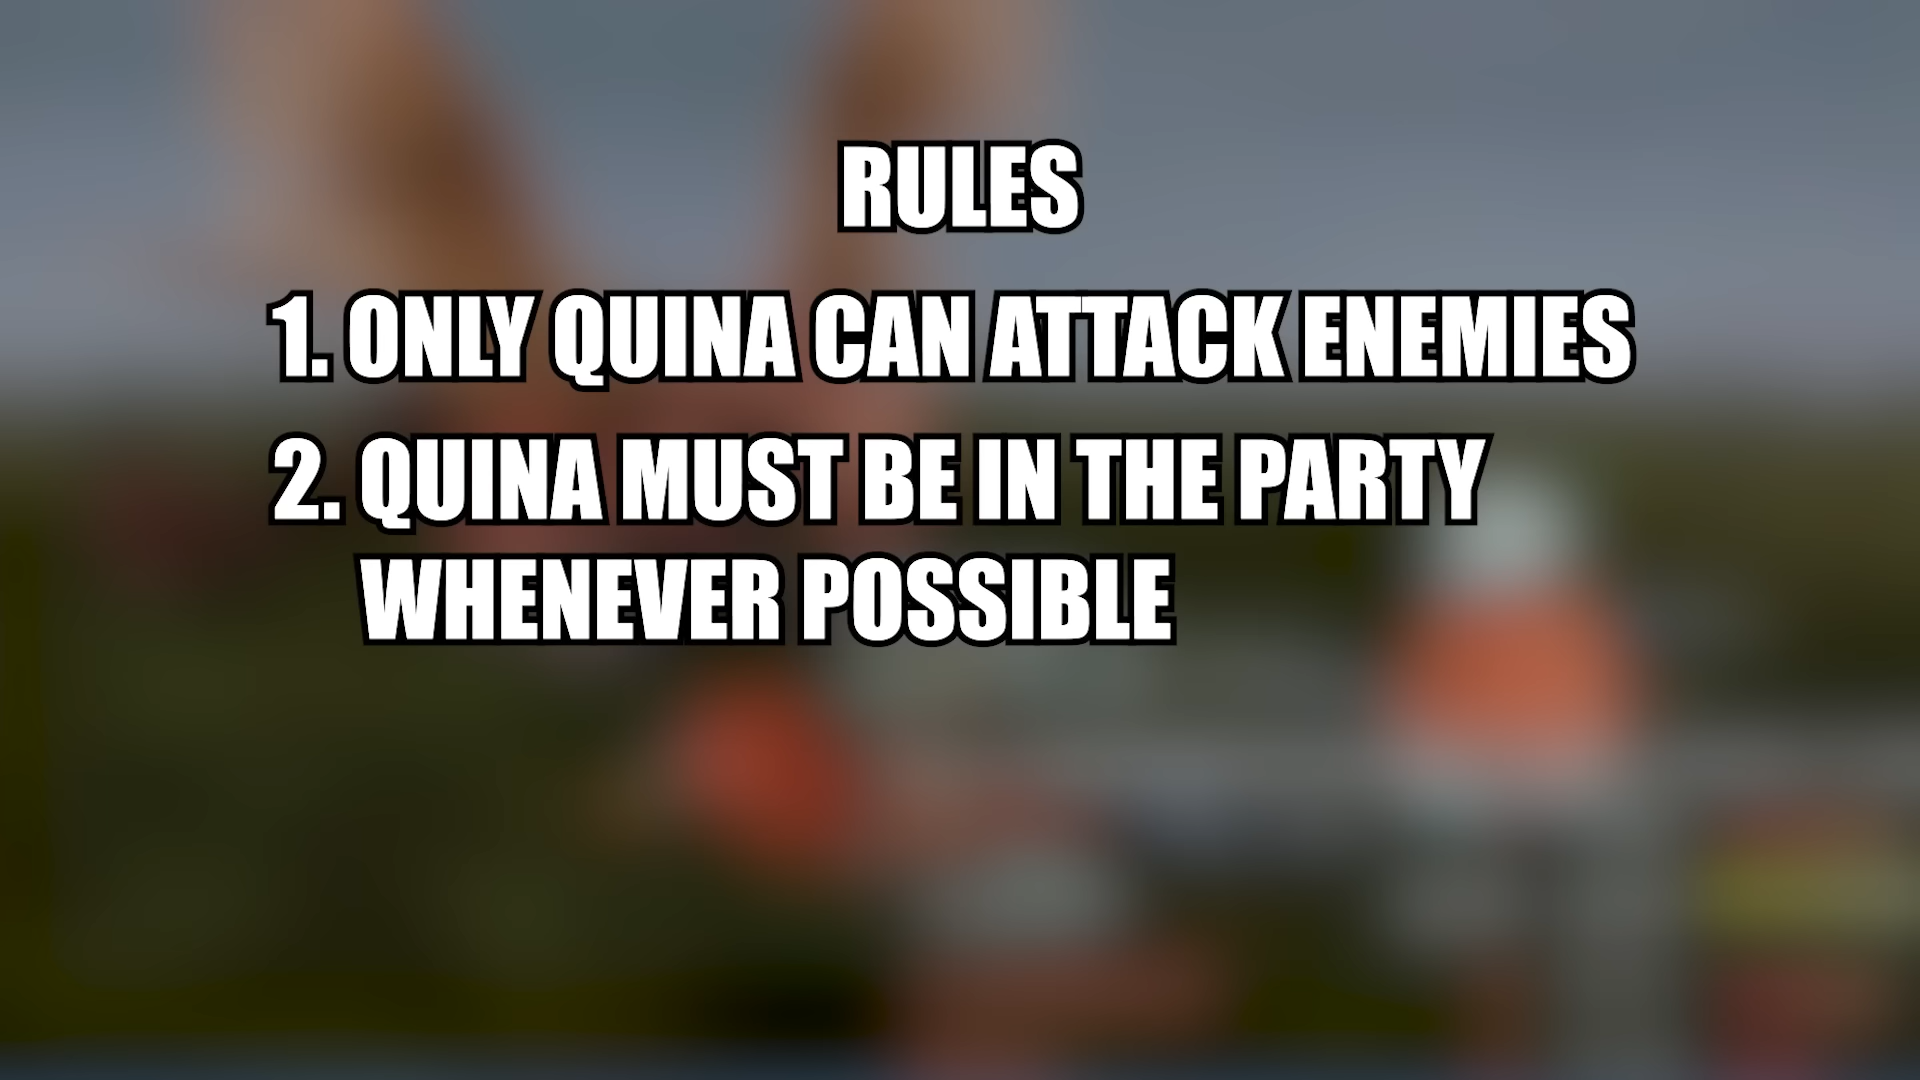 RULES
1. ONLY QUINA CAN ATTACK ENEMIES
2. QUINA MUST BE IN THE PARTY
WHENEVER POSSIBLE